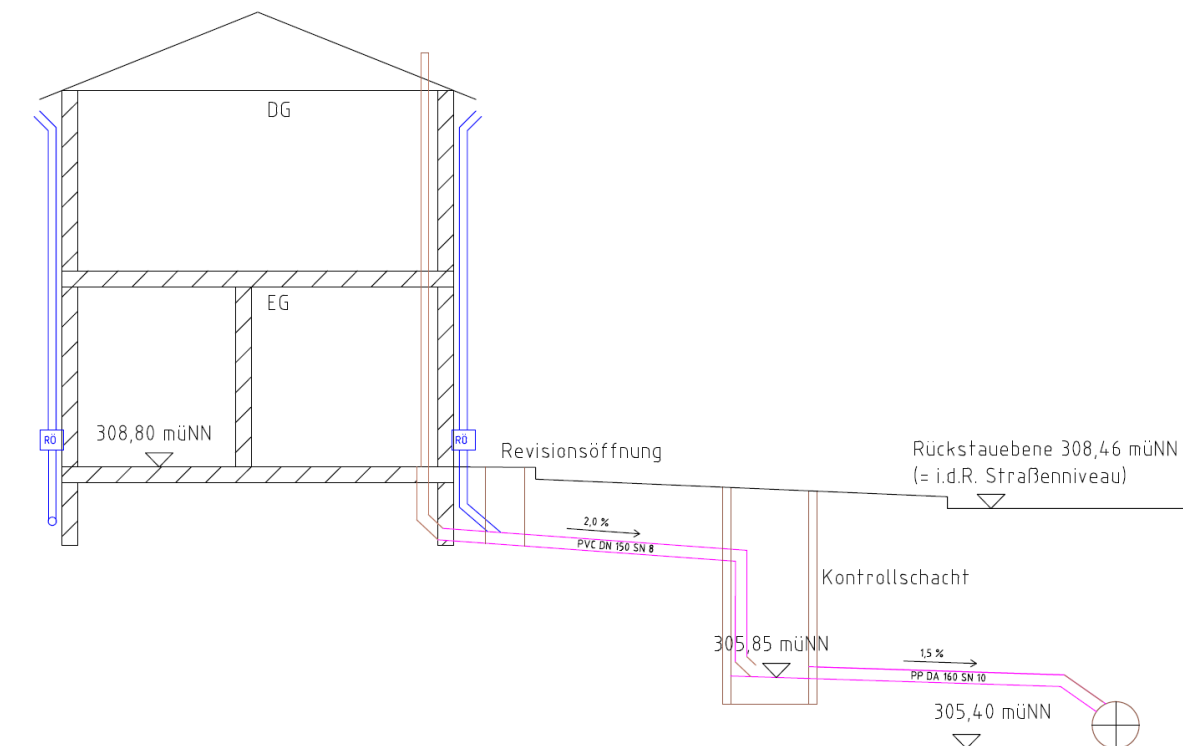 DG
EG
308,80 müNN
RÖ
RÖ
Revisionsöffnung
Rückstauebene 308,46 müNN
(= i.d.R. Straßenniveau)
2,0 %
PVC DN 150 SN 8
Kontrollschacht
305,85 müNN
1,5 %
PP DA 160 SN 10
305,40 müNN